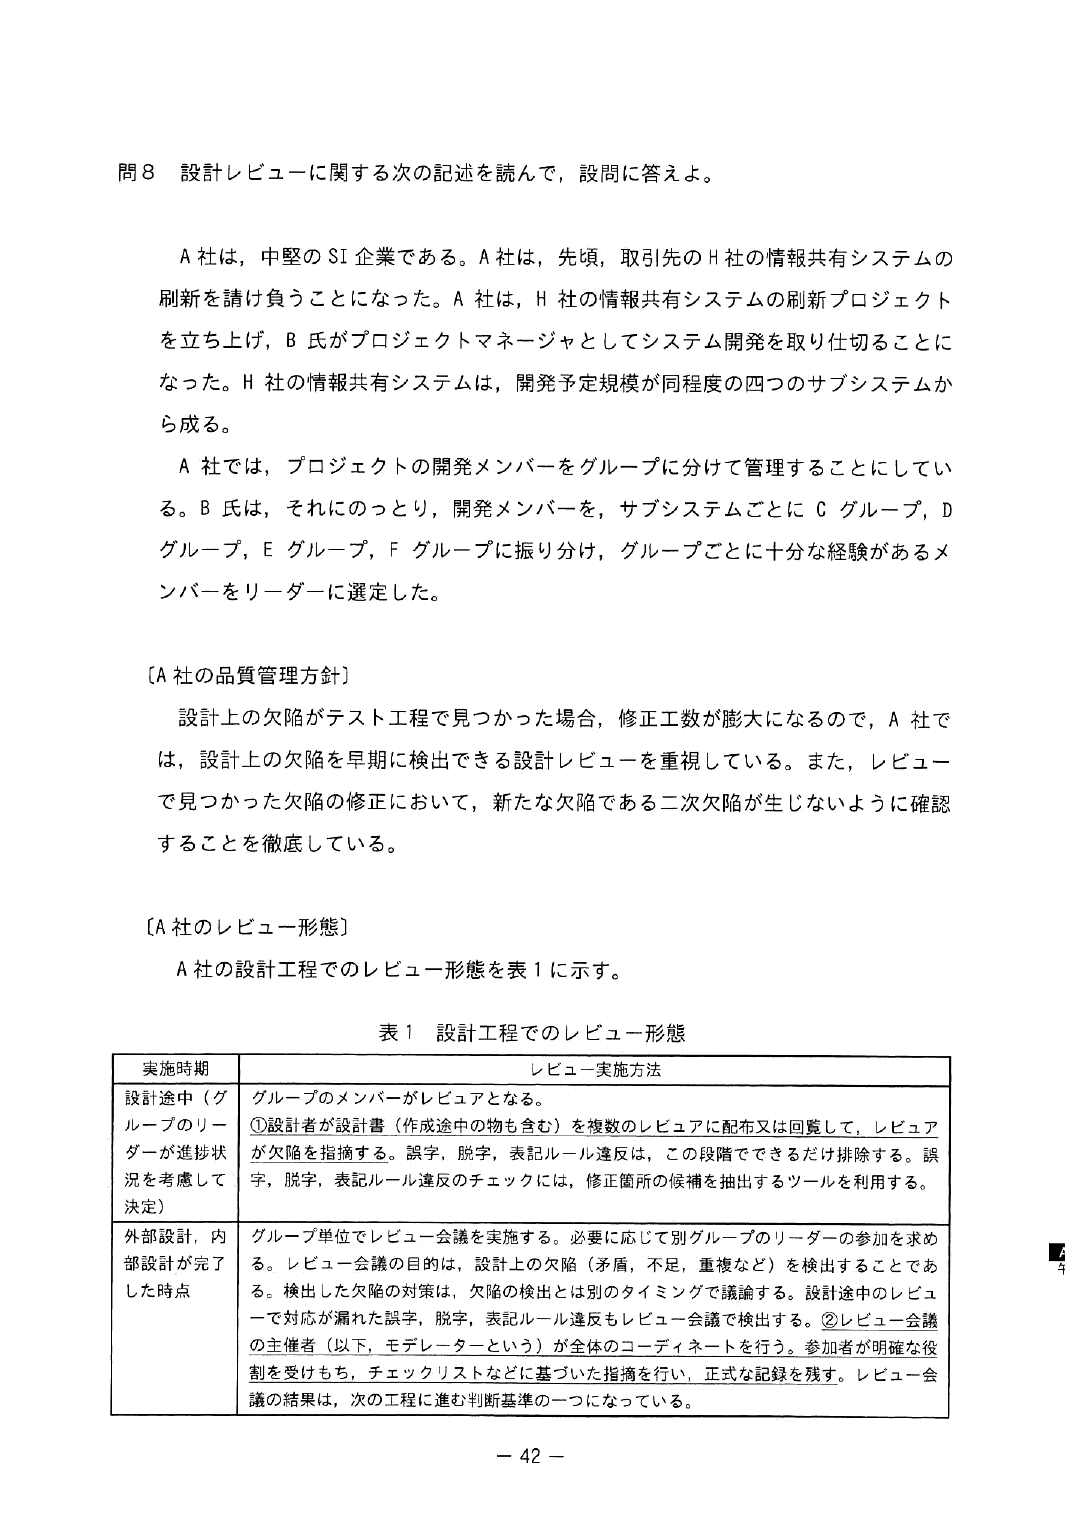 問8　設計レビューに関する次の記述を読んで，設問に答えよ。
A社は，中堅のSI企業である。A社は，先頃，取引先のH社の情報共有システムの
刷新を請け負うことになった。A 社は，H 社の情報共有システムの刷新プロジェクト
を立ち上げ，B 氏がプロジェクトマネージャとしてシステム開発を取り仕切ることに
なった。H 社の情報共有システムは，開発予定規模が同程度の四つのサブシステムか
ら成る。
A 社では，プロジェクトの開発メンバーをグループに分けて管理することにしてい
る。B 氏は，それにのっとり，開発メンバーを，サブシステムごとに C グループ，D
グループ，E グループ，F グループに振り分け，グループごとに十分な経験があるメ
ンバーをリーダーに選定した。
〔A社の品質管理方針〕
設計上の欠陥がテスト工程で見つかった場合，修正工数が膨大になるので，A 社で
は，設計上の欠陥を早期に検出できる設計レビューを重視している。また，レビュー
で見つかった欠陥の修正において，新たな欠陥である二次欠陥が生じないように確認
することを徹底している。
〔A社のレビュー形態〕
A社の設計工程でのレビュー形態を表1に示す。
表1　設計工程でのレビュー形態
実施時期　レビュー実施方法
設計途中（グ
ループのリー
ダーが進捗状
況を考慮して
決定）
グループのメンバーがレビュアとなる。
①設計者が設計書（作成途中の物も含む）を複数のレビュアに配布又は回覧して，レビュア
が欠陥を指摘する。誤字，脱字，表記ルール違反は，この段階でできるだけ排除する。誤
字，脱字，表記ルール違反のチェックには，修正箇所の候補を抽出するツールを利用する。
外部設計，内
部設計が完了
した時点
グループ単位でレビュー会議を実施する。必要に応じて別グループのリーダーの参加を求め
る。レビュー会議の目的は，設計上の欠陥（矛盾，不足，重複など）を検出することであ
る。検出した欠陥の対策は，欠陥の検出とは別のタイミングで議論する。設計途中のレビュ
ーで対応が漏れた誤字，脱字，表記ルール違反もレビュー会議で検出する。②レビュー会議
の主催者（以下，モデレーターという）が全体のコーディネートを行う。参加者が明確な役
割を受けもち，チェックリストなどに基づいた指摘を行い，正式な記録を残す。レビュー会
議の結果は，次の工程に進む判断基準の一つになっている。
－ 42 －